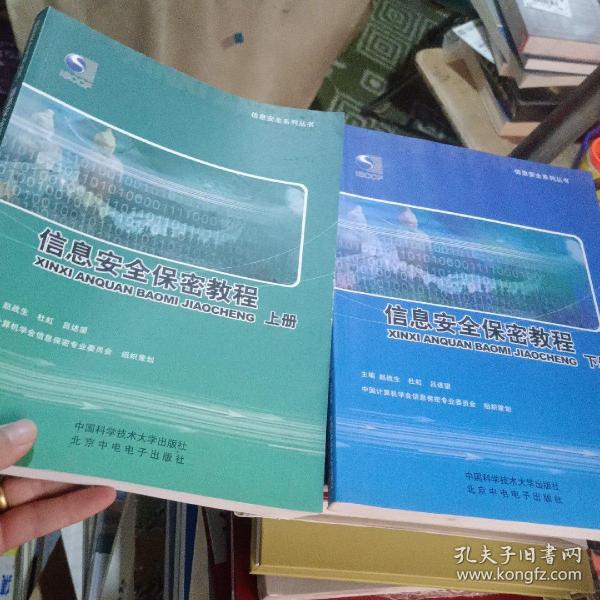 信息安全系列丛书
信息安全保密教程
XINXI ANQUAN BAOMI JIAOCHENG 上册
赵战生 杜虹 吕述望
计算机学会信息保密专业委员会 组织策划
中国科学技术大学出版社
北京中电电子出版社
信息安全系列丛书
信息安全保密教程
XINXI ANQUAN BAOMI JIAOCHENG 下册
主编 赵战生 杜虹 吕述望
中国计算机学会信息保密专业委员会 组织策划
中国科学技术大学出版社
北京中电电子出版社
孔夫子旧书网
www.kongfz.com